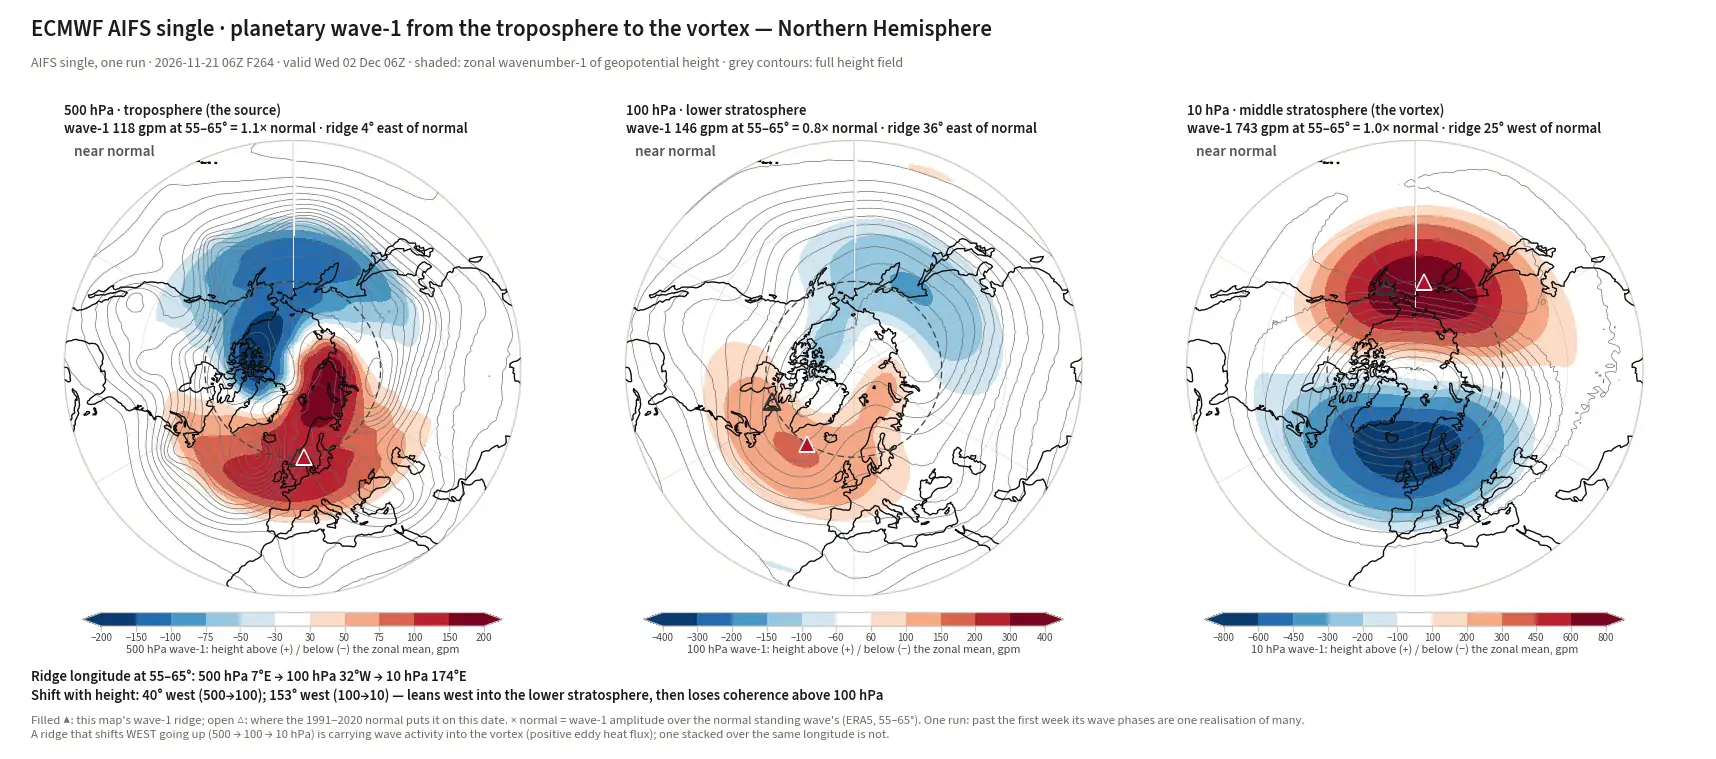 ECMWF AIFS single · planetary wave-1 from the troposphere to the vortex — Northern Hemisphere
AIFS single, one run · 2026-11-21 06Z F264 · valid Wed 02 Dec 06Z · shaded: zonal wavenumber-1 of geopotential height · grey contours: full height field
500 hPa · troposphere (the source)
wave-1 118 gpm at 55–65° = 1.1× normal · ridge 4° east of normal
near normal
100 hPa · lower stratosphere
wave-1 146 gpm at 55–65° = 0.8× normal · ridge 36° east of normal
near normal
10 hPa · middle stratosphere (the vortex)
wave-1 743 gpm at 55–65° = 1.0× normal · ridge 25° west of normal
near normal
−200 −150 −100 −75 −50 −30 30 50 75 100 150 200
500 hPa wave-1: height above (+) / below (−) the zonal mean, gpm
−400 −300 −200 −150 −100 −60 60 100 150 200 300 400
100 hPa wave-1: height above (+) / below (−) the zonal mean, gpm
−800 −600 −450 −300 −200 −100 100 200 300 450 600 800
10 hPa wave-1: height above (+) / below (−) the zonal mean, gpm
Ridge longitude at 55–65°: 500 hPa 7°E → 100 hPa 32°W → 10 hPa 174°E
Shift with height: 40° west (500→100); 153° west (100→10) — leans west into the lower stratosphere, then loses coherence above 100 hPa
Filled ▲: this map's wave-1 ridge; open △: where the 1991–2020 normal puts it on this date. × normal = wave-1 amplitude over the normal standing wave's (ERA5, 55–65°). One run: past the first week its wave phases are one realisation of many.
A ridge that shifts WEST going up (500 → 100 → 10 hPa) is carrying wave activity into the vortex (positive eddy heat flux); one stacked over the same longitude is not.